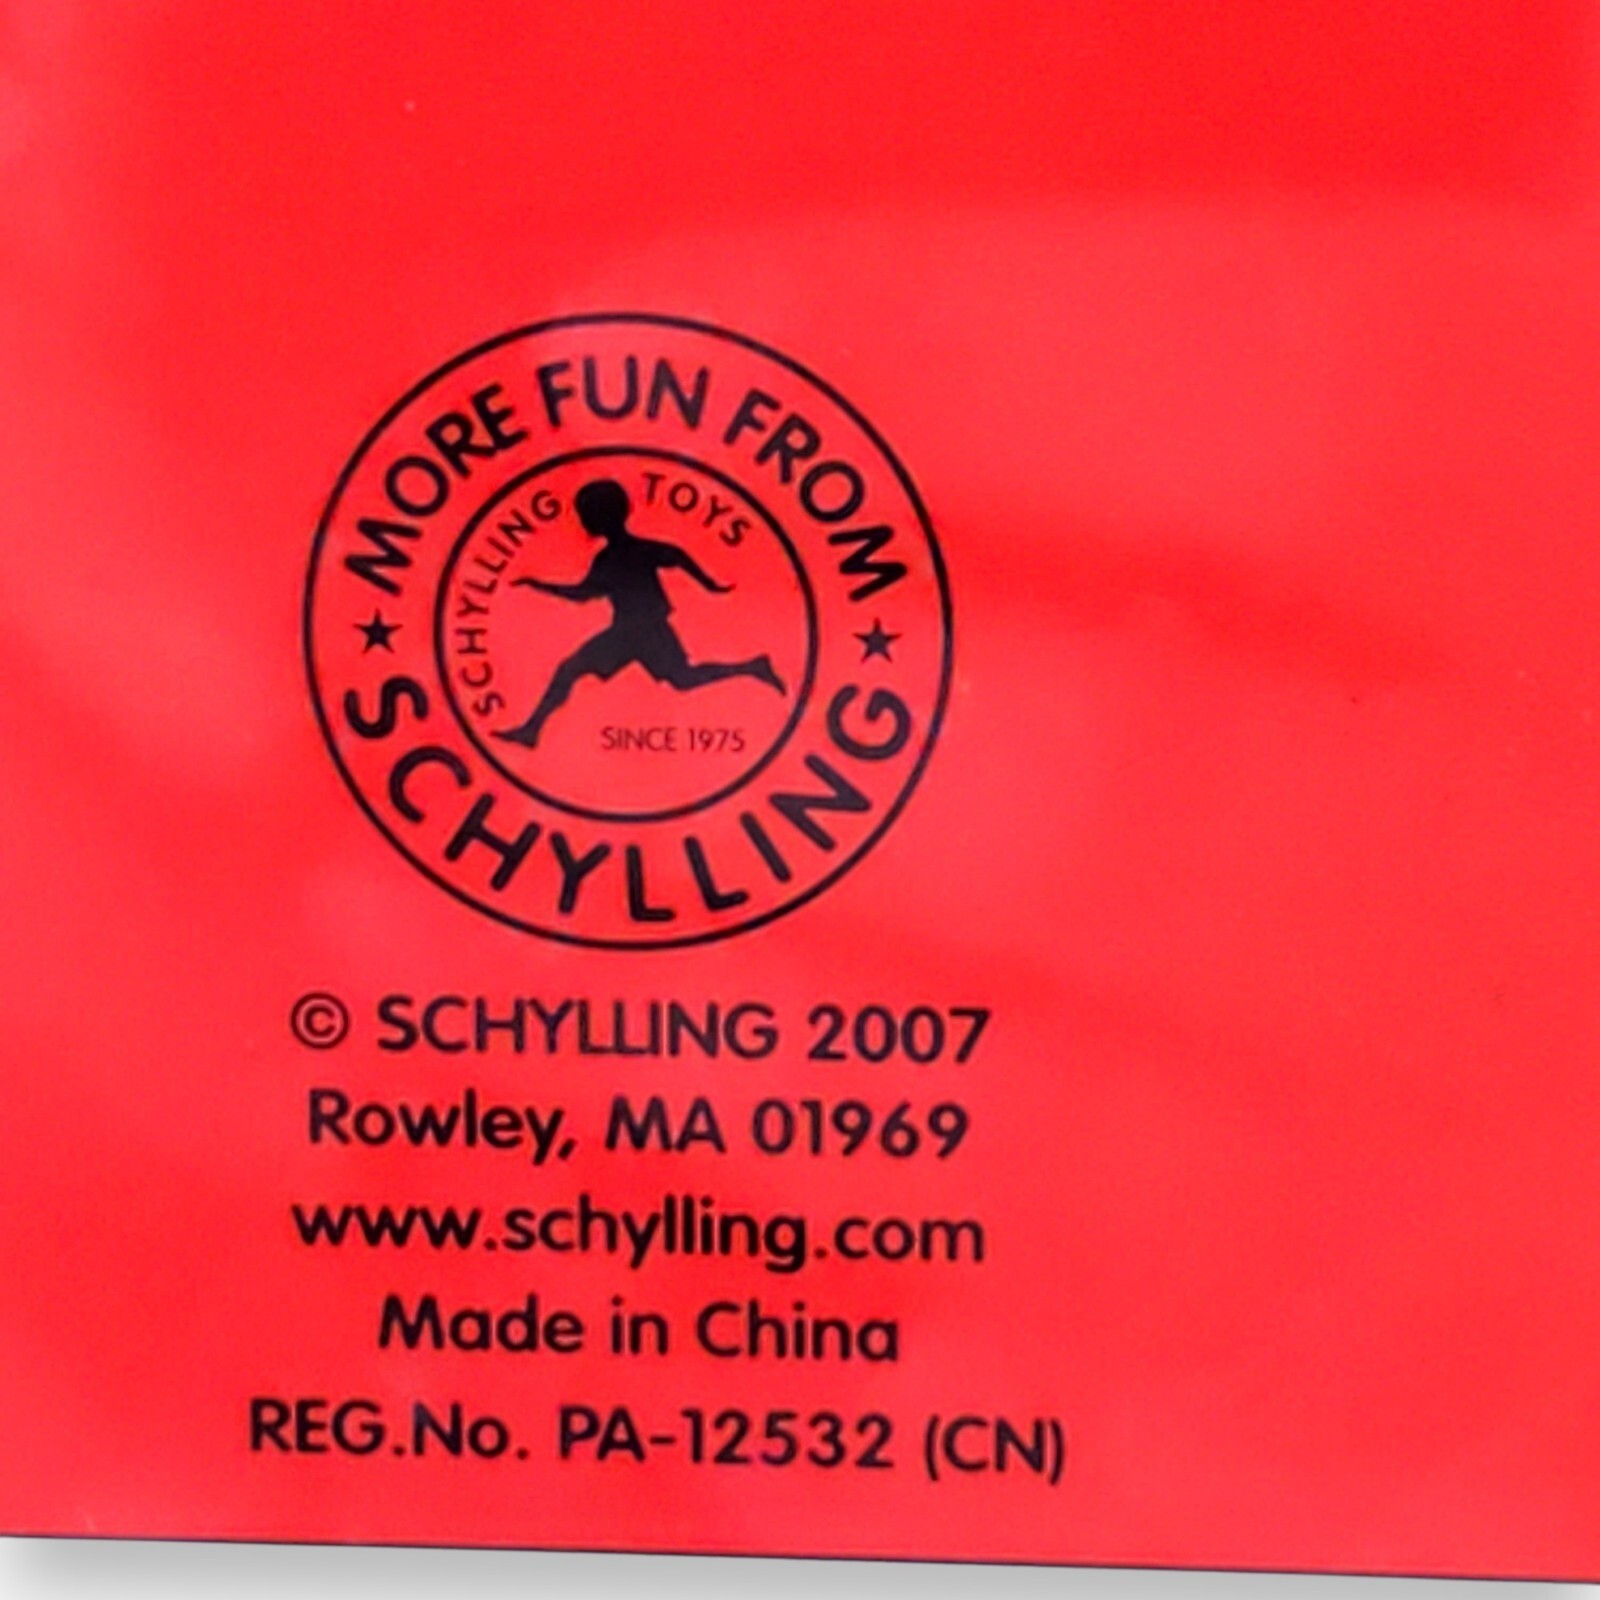 ★ MORE FUN FROM ★
SCHYLLING
SCHYLLING TOYS
SINCE 1975
© SCHYLLING 2007
Rowley, MA 01969
www.schylling.com
Made in China
REG.No. PA-12532 (CN)